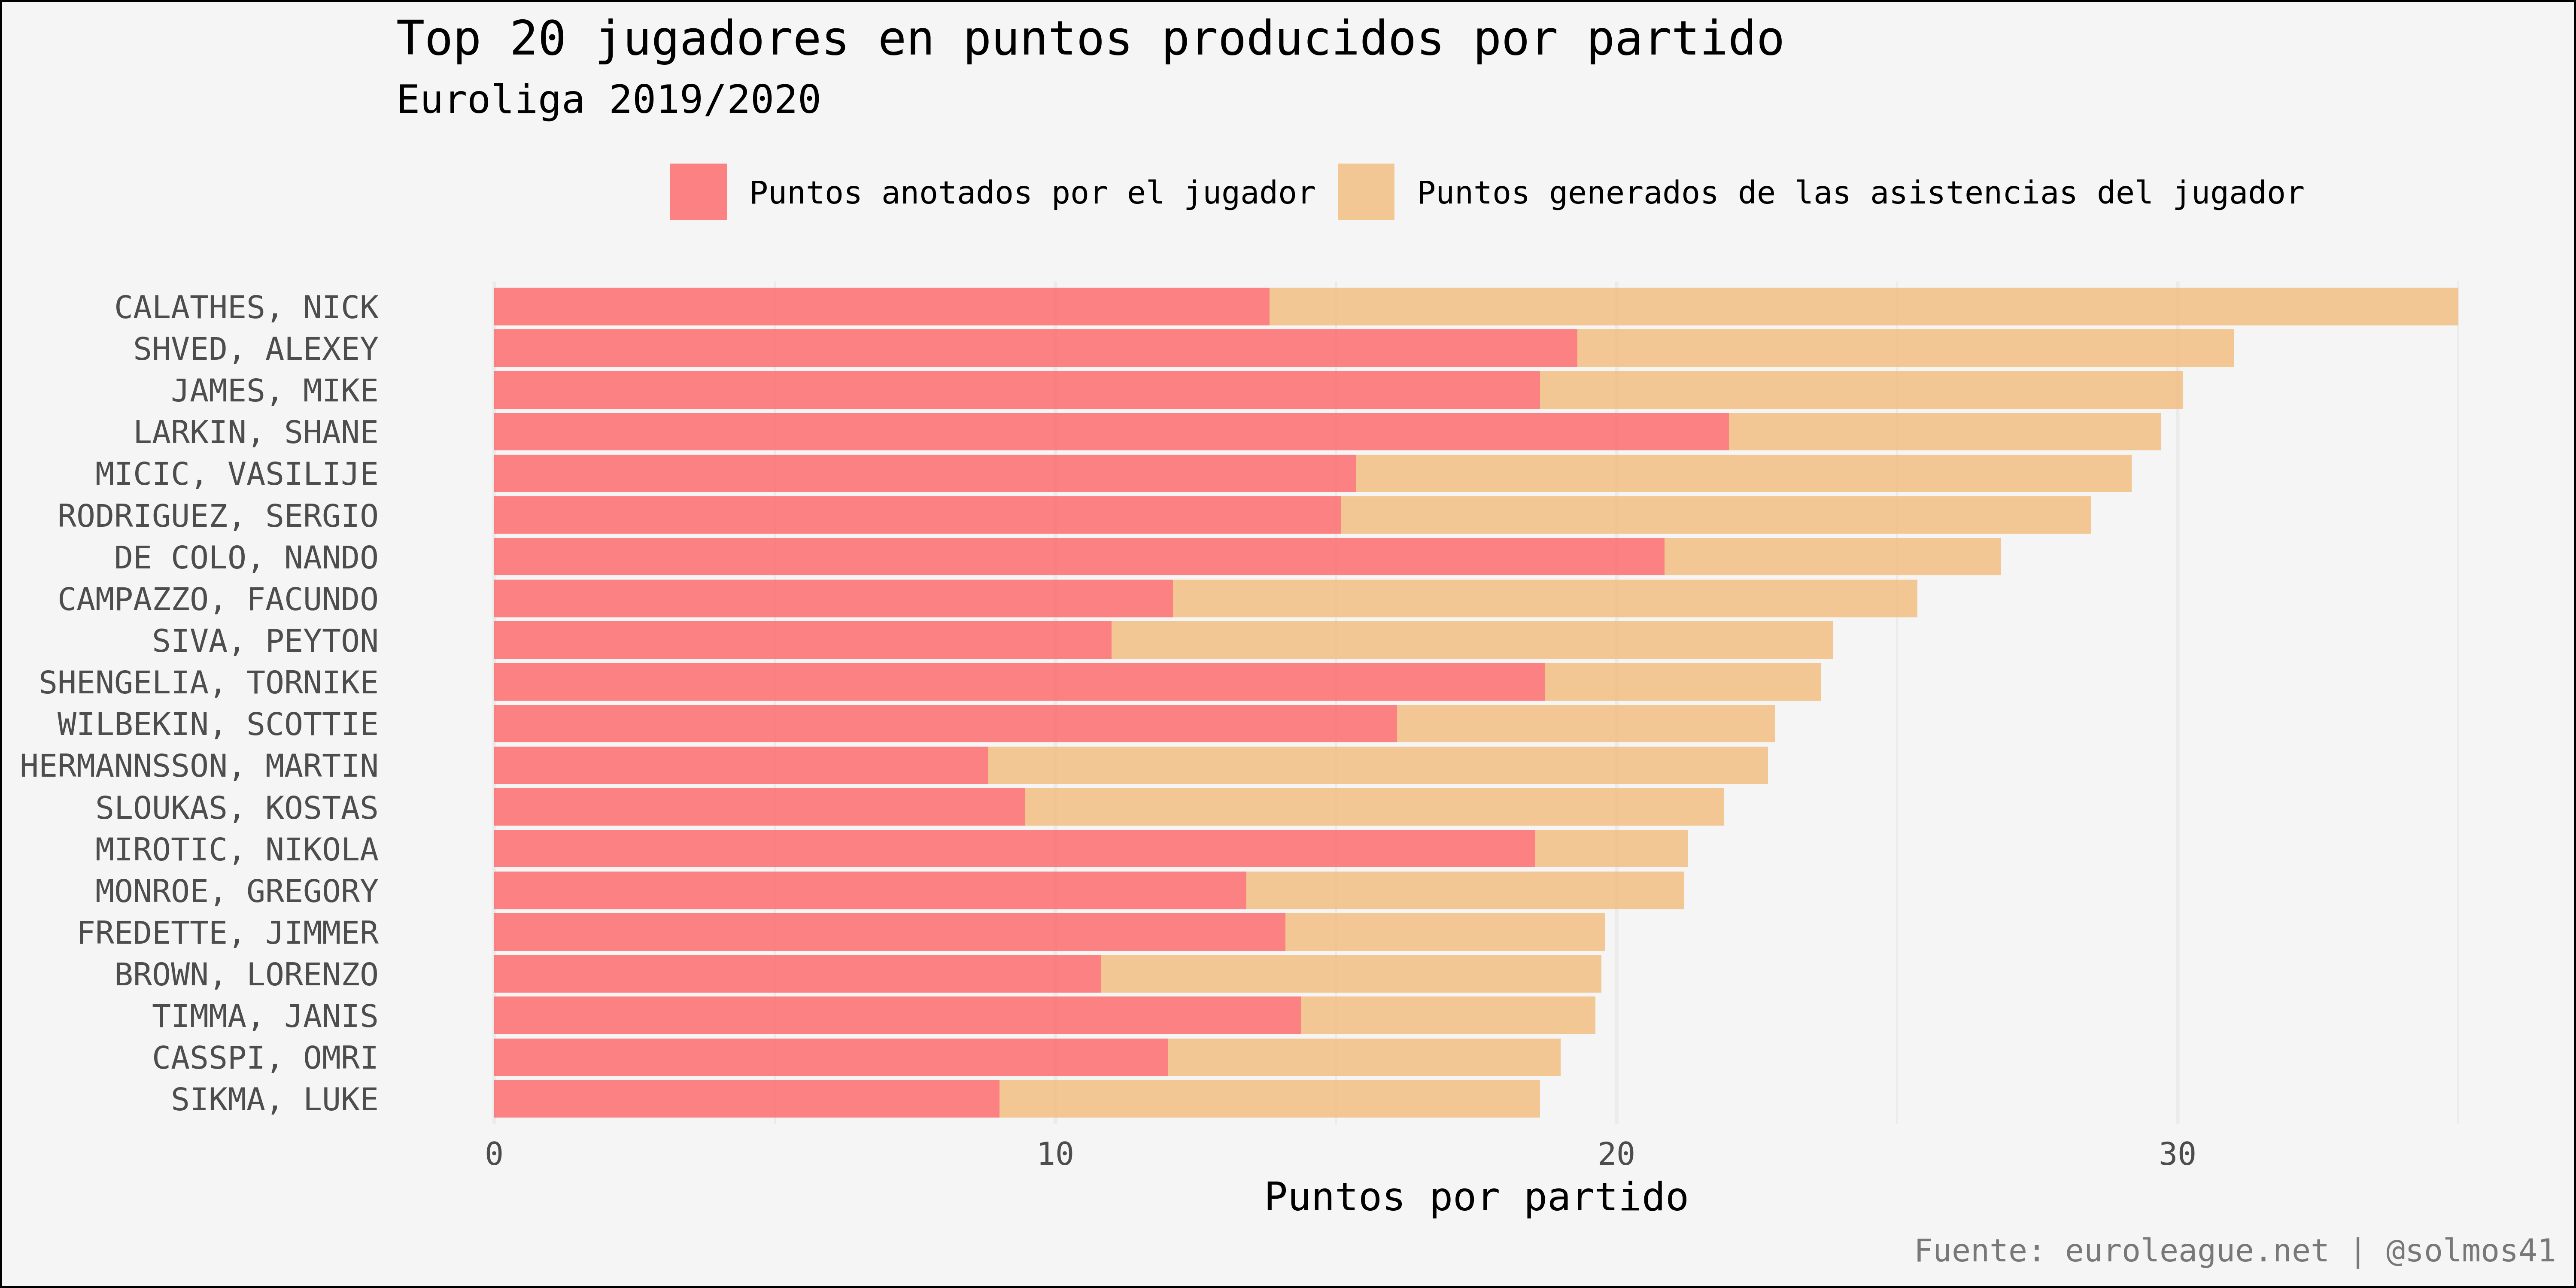 Top 20 jugadores en puntos producidos por partido
Euroliga 2019/2020
Puntos anotados por el jugador
Puntos generados de las asistencias del jugador
CALATHES, NICK
SHVED, ALEXEY
JAMES, MIKE
LARKIN, SHANE
MICIC, VASILIJE
RODRIGUEZ, SERGIO
DE COLO, NANDO
CAMPAZZO, FACUNDO
SIVA, PEYTON
SHENGELIA, TORNIKE
WILBEKIN, SCOTTIE
HERMANNSSON, MARTIN
SLOUKAS, KOSTAS
MIROTIC, NIKOLA
MONROE, GREGORY
FREDETTE, JIMMER
BROWN, LORENZO
TIMMA, JANIS
CASSPI, OMRI
SIKMA, LUKE
0 10 20 30
Puntos por partido
Fuente: euroleague.net | @solmos41